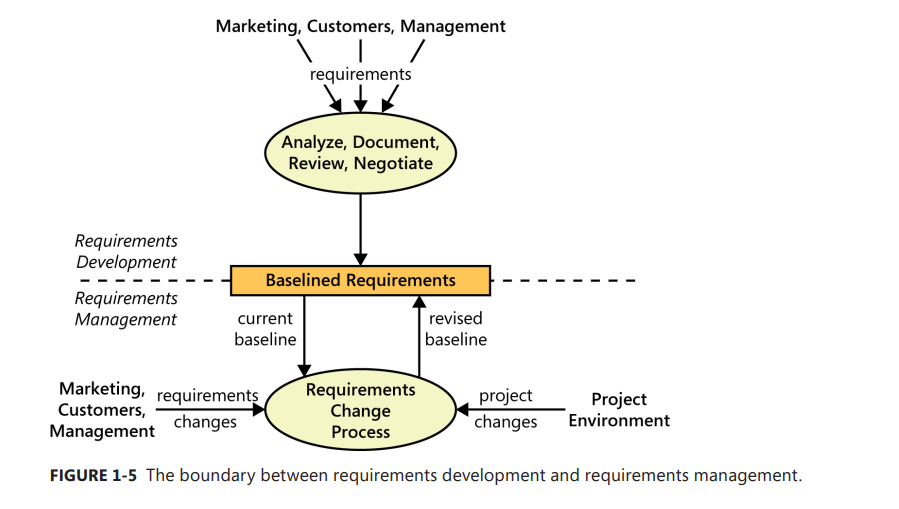 Marketing, Customers, Management
requirements
Analyze, Document,
Review, Negotiate
Requirements
Development
Baselined Requirements
Requirements
Management
current
baseline
revised
baseline
Marketing,
Customers,
Management
requirements
changes
Requirements
Change
Process
project
changes
Project
Environment
FIGURE 1-5 The boundary between requirements development and requirements management.